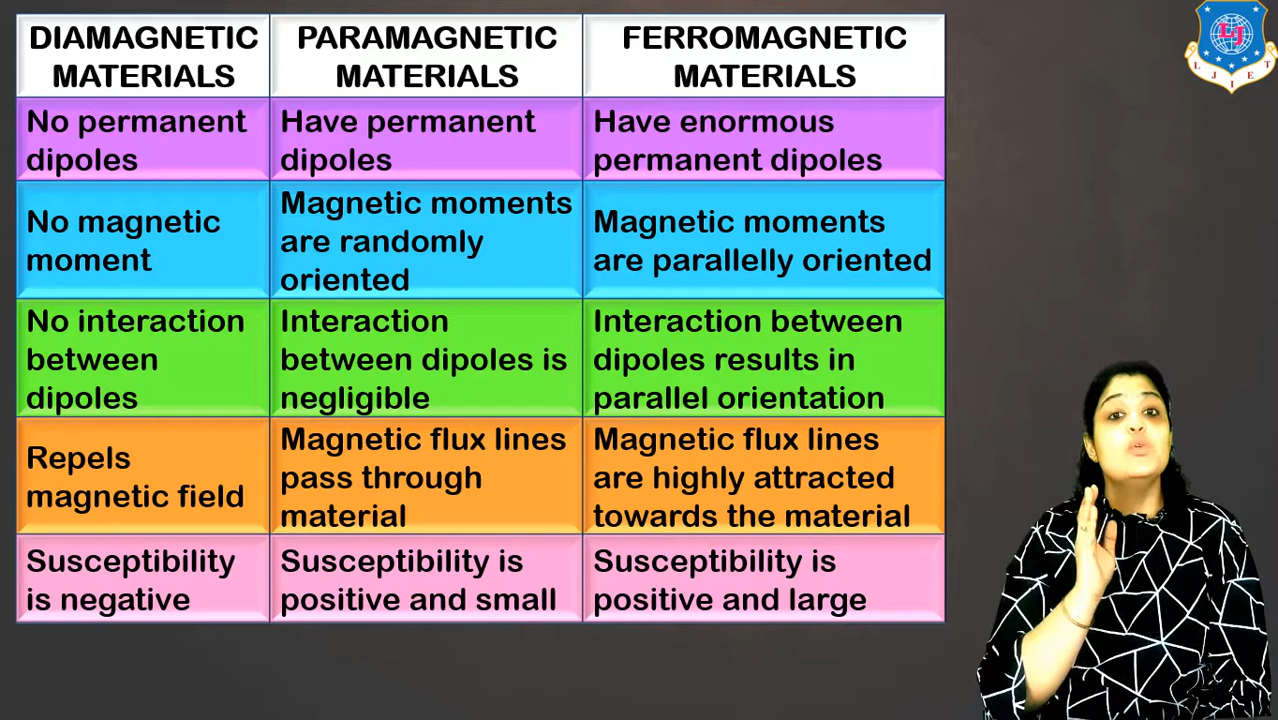 DIAMAGNETIC MATERIALS
PARAMAGNETIC MATERIALS
FERROMAGNETIC MATERIALS
No permanent
dipoles
Have permanent
dipoles
Have enormous
permanent dipoles
No magnetic
moment
Magnetic moments
are randomly
oriented
Magnetic moments
are parallelly oriented
No interaction
between
dipoles
Interaction
between dipoles is
negligible
Interaction between
dipoles results in
parallel orientation
Repels
magnetic field
Magnetic flux lines
pass through
material
Magnetic flux lines
are highly attracted
towards the material
Susceptibility
is negative
Susceptibility is
positive and small
Susceptibility is
positive and large
LJ
L J I E T